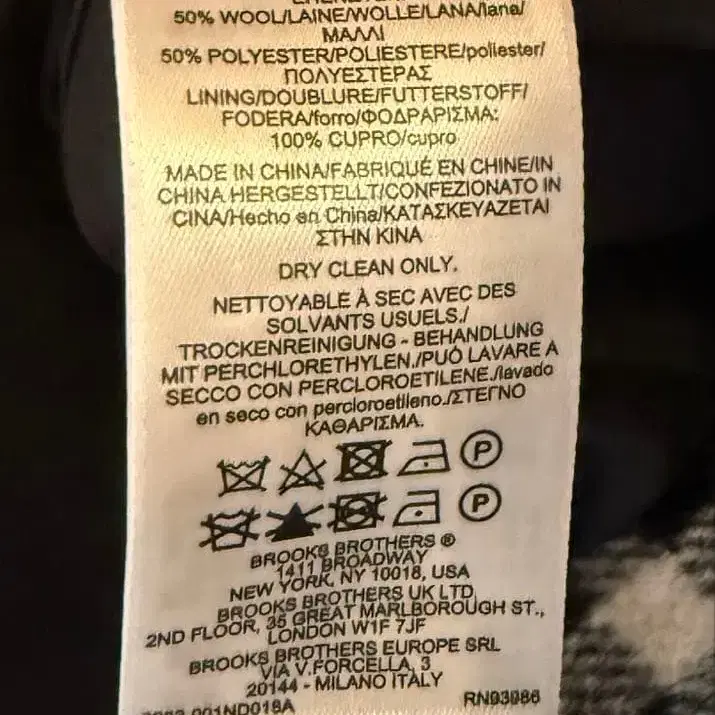 50% WOOL/LAINE/WOLLE/LANA/lana/
ΜΑΛΛΙ
50% POLYESTER/POLIESTERE/poliester/
ΠΟΛΥΕΣΤΕΡΑΣ
LINING/DOUBLURE/FUTTERSTOFF/
FODERA/forro/ΦΟΔΡΑΡΙΣΜΑ:
100% CUPRO/cupro
MADE IN CHINA/FABRIQUÉ EN CHINE/IN
CHINA HERGESTELLT/CONFEZIONATO IN
CINA/Hecho en China/ΚΑΤΑΣΚΕΥΑΖΕΤΑΙ
ΣΤΗΝ ΚΙΝΑ
DRY CLEAN ONLY.
NETTOYABLE À SEC AVEC DES
SOLVANTS USUELS./
TROCKENREINIGUNG - BEHANDLUNG
MIT PERCHLORETHYLEN./PUÒ LAVARE A
SECCO CON PERCLOROETILENE./lavado
en seco con percloroetileno./ΣΤΕΓΝΟ
ΚΑΘΑΡΙΣΜΑ.
P
P
BROOKS BROTHERS ®
1411 BROADWAY
NEW YORK, NY 10018, USA
BROOKS BROTHERS UK LTD,
2ND FLOOR, 35 GREAT MARLBOROUGH ST.,
LONDON W1F 7JF
BROOKS BROTHERS EUROPE SRL
VIA V.FORCELLA, 3
20144 - MILANO ITALY
RN93986